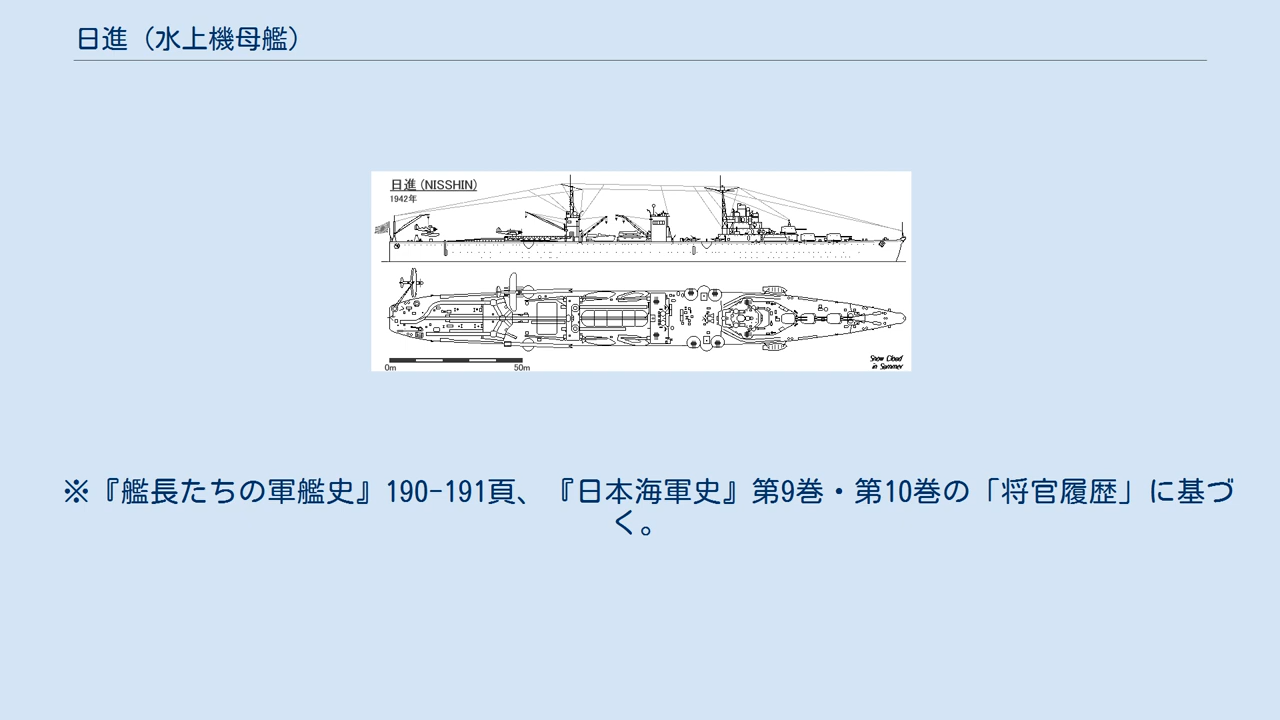 日進（水上機母艦）
日進 (NISSHIN)
1942年
0m 50m
Snow Cloud
in Summer
※『艦長たちの軍艦史』190-191頁、『日本海軍史』第9巻・第10巻の「将官履歴」に基づ
く。